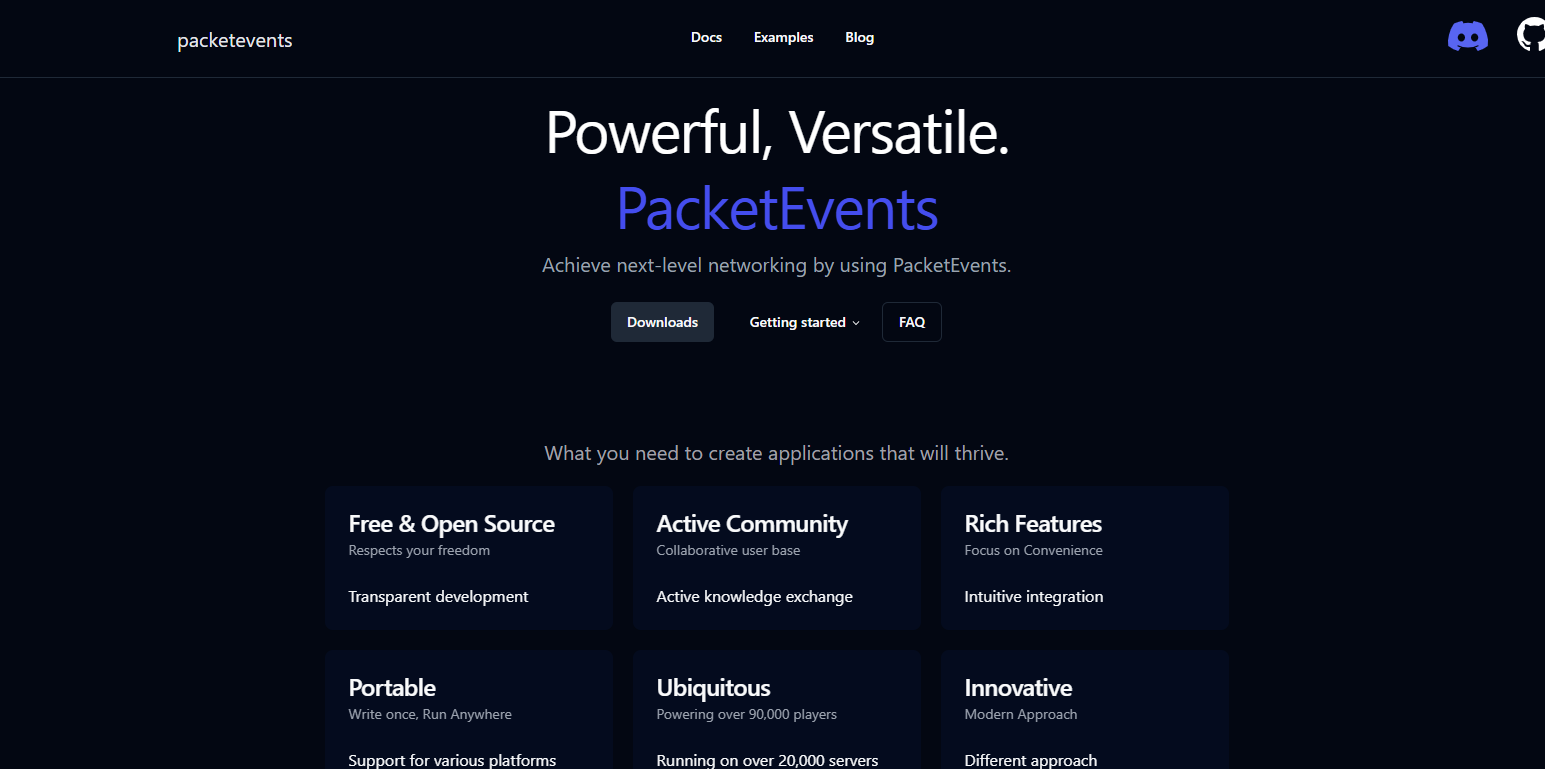 packetevents
Docs
Examples
Blog
Powerful, Versatile.
PacketEvents
Achieve next-level networking by using PacketEvents.
Downloads
Getting started
FAQ
What you need to create applications that will thrive.
Free & Open Source
Respects your freedom
Transparent development
Active Community
Collaborative user base
Active knowledge exchange
Rich Features
Focus on Convenience
Intuitive integration
Portable
Write once, Run Anywhere
Support for various platforms
Ubiquitous
Powering over 90,000 players
Running on over 20,000 servers
Innovative
Modern Approach
Different approach